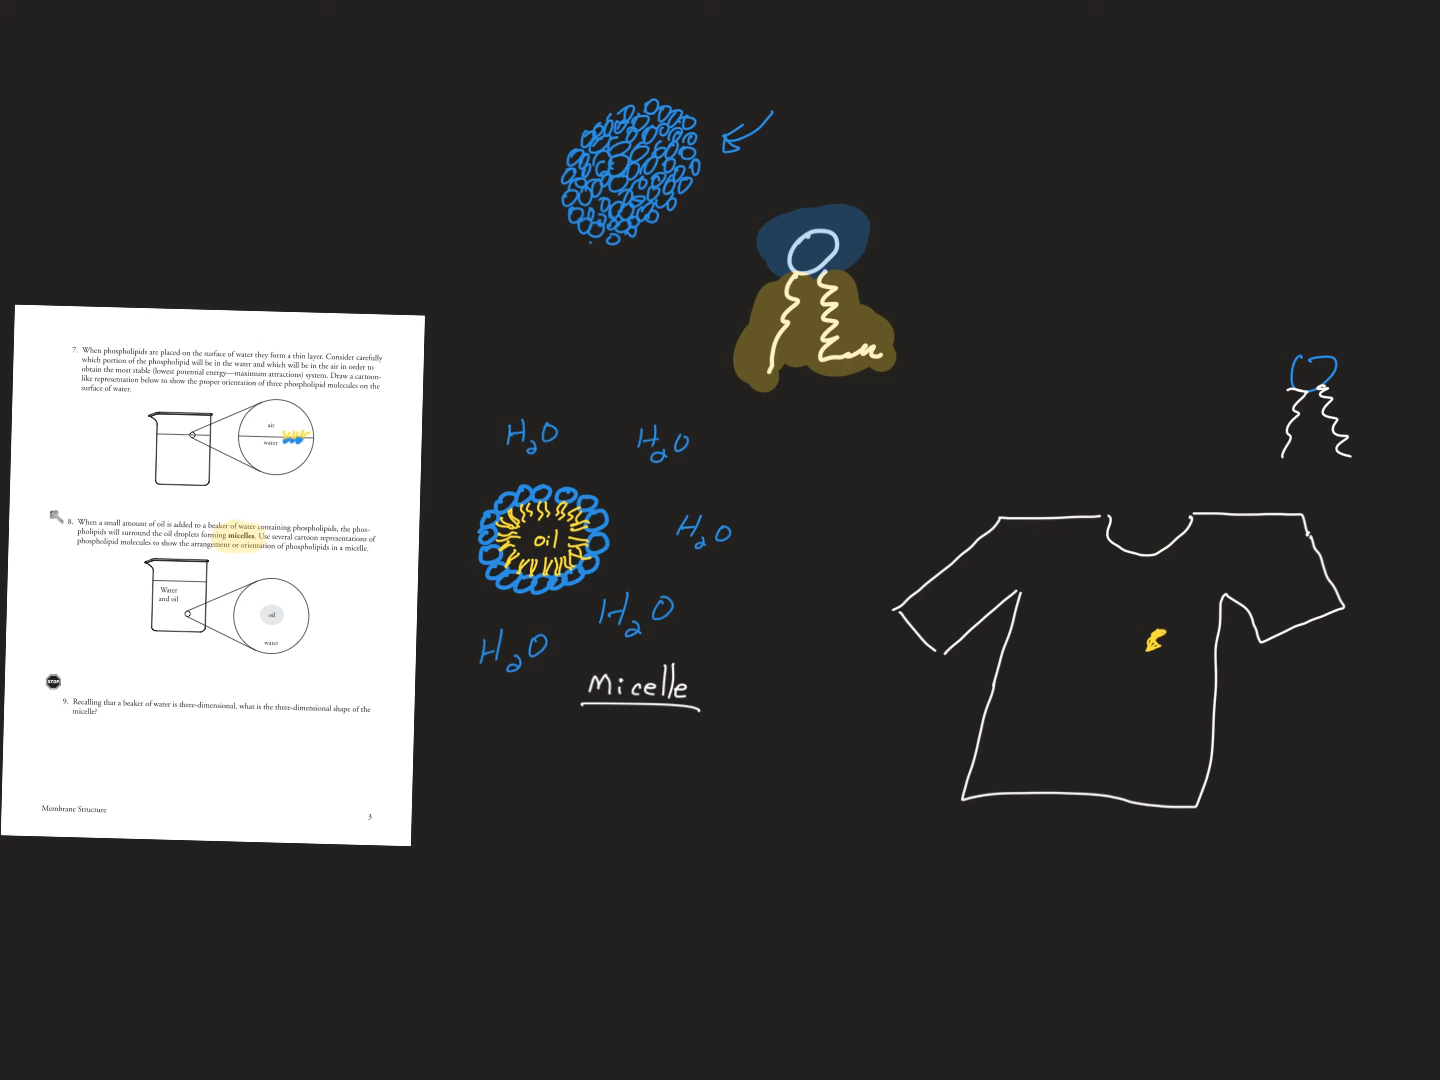 7. When phospholipids are placed on the surface of water they form a thin layer. Consider carefully
which portion of the phospholipid will be in the water and which will be in the air in order to
obtain the most stable (lowest potential energy—maximum attractions) system. Draw a cartoon-
like representation below to show the proper orientation of three phospholipid molecules on the
surface of water.
air
water
8. When a small amount of oil is added to a beaker of water containing phospholipids, the phos-
pholipids will surround the oil droplets forming micelles. Use several cartoon representations of
phospholipid molecules to show the arrangement or orientation of phospholipids in a micelle.
Water
and oil
oil
water
STOP
9. Recalling that a beaker of water is three-dimensional, what is the three-dimensional shape of the
micelle?
Membrane Structure
3
H2O
H2O
H2O
oil
H2O
H2O
Micelle